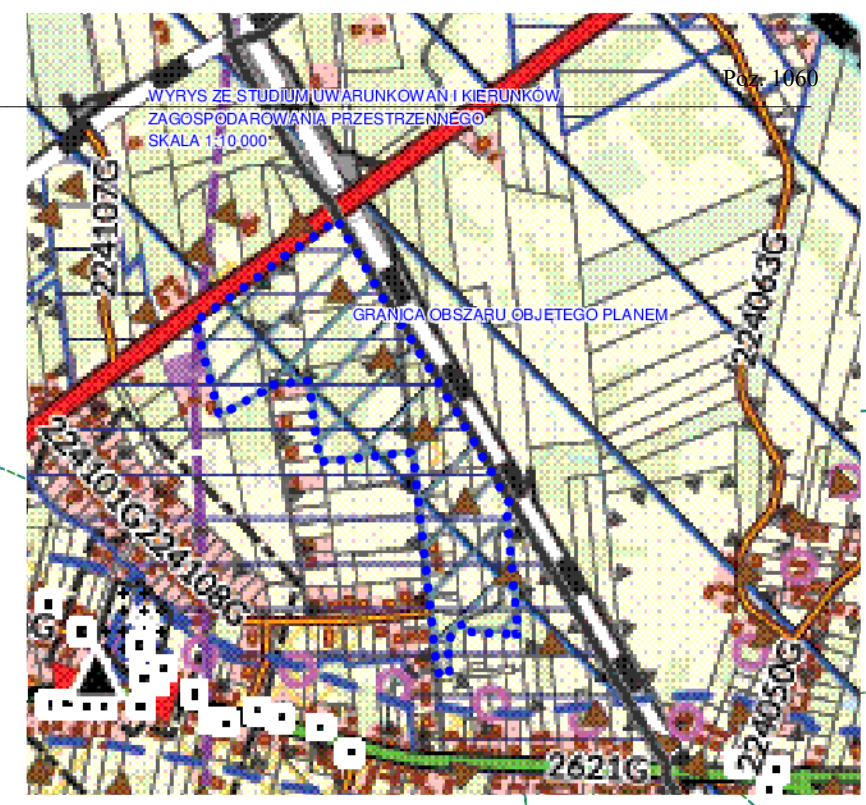 Poz. 1060
WYRYS ZE STUDIUM UWARUNKOWAŃ I KIERUNKÓW
ZAGOSPODAROWANIA PRZESTRZENNEGO
SKALA 1:10 000
224107G
224063G
GRANICA OBSZARU OBJĘTEGO PLANEM
224101G
224108G
G
224050G
2621G